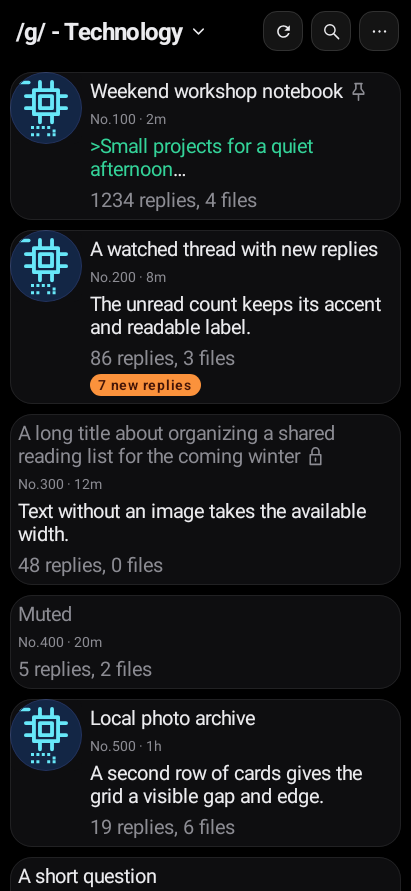 /g/ - Technology
Weekend workshop notebook
No.100 · 2m
>Small projects for a quiet
afternoon...
1234 replies, 4 files
A watched thread with new replies
No.200 · 8m
The unread count keeps its accent
and readable label.
86 replies, 3 files
7 new replies
A long title about organizing a shared
reading list for the coming winter
No.300 · 12m
Text without an image takes the available
width.
48 replies, 0 files
Muted
No.400 · 20m
5 replies, 2 files
Local photo archive
No.500 · 1h
A second row of cards gives the
grid a visible gap and edge.
19 replies, 6 files
A short question